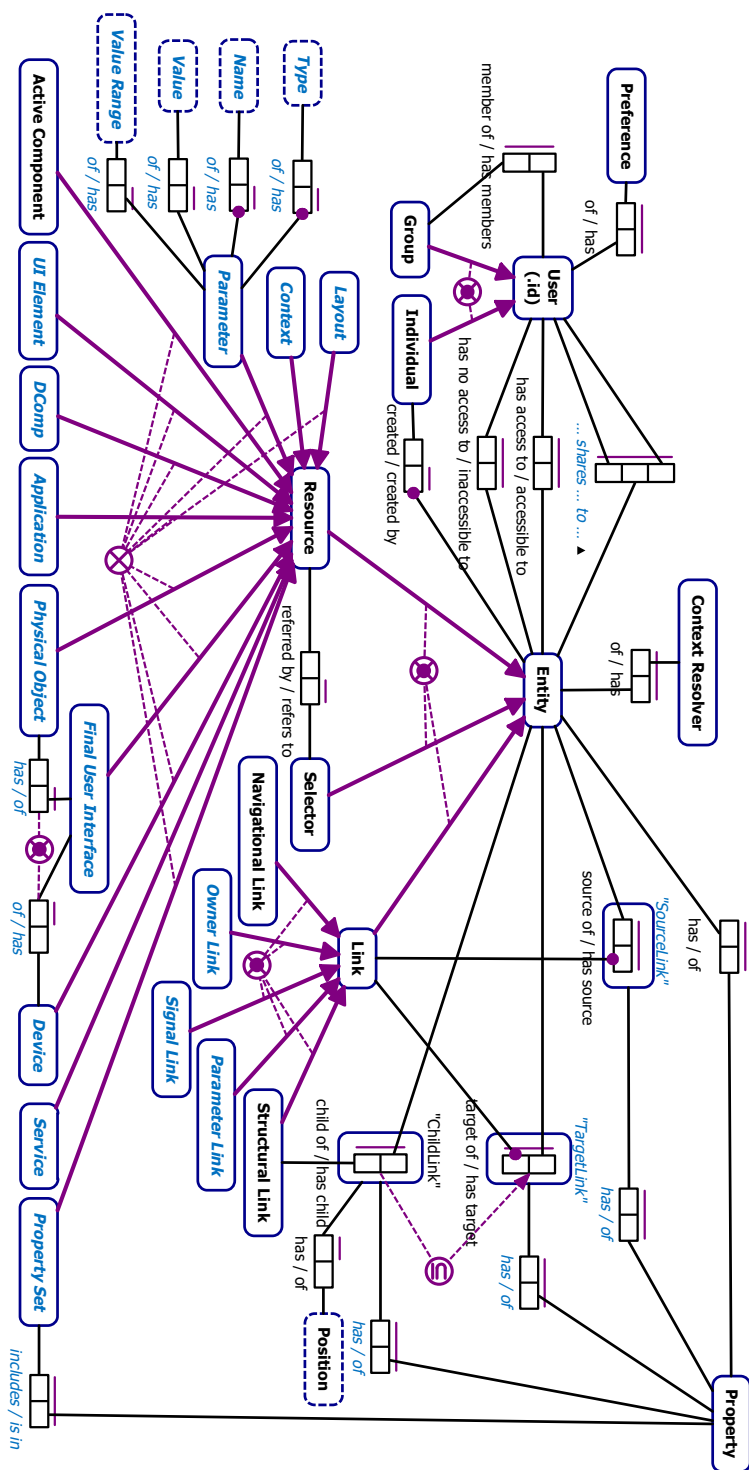 Preference
of / has
Context Resolver
of / has
has / of
Property
User
(.id)
member of / has members
Group
Individual
... shares ... to ... ▲
has access to / accessible to
has no access to / inaccessible to
created / created by
Entity
"SourceLink"
source of / has source
has / of
"TargetLink"
target of / has target
has / of
"ChildLink"
child of / has child
has / of
has / of
Position
Type
of / has
Name
of / has
Value
of / has
Value Range
of / has
Parameter
Context
Layout
Resource
referred by / refers to
Selector
Link
Navigational Link
Owner Link
Signal Link
Parameter Link
Structural Link
Active Component
UI Element
DComp
Application
Physical Object
has / of
Final User Interface
of / has
Device
Service
Property Set
includes / is in